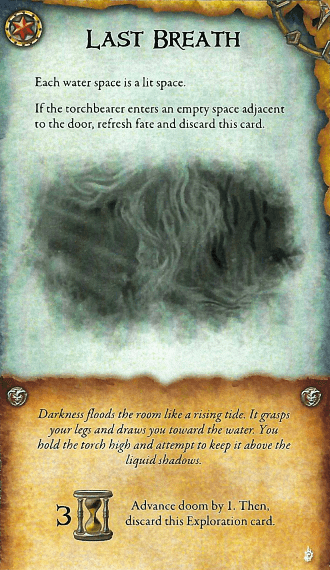 LAST BREATH
Each water space is a lit space.
If the torchbearer enters an empty space adjacent
to the door, refresh fate and discard this card.
Darkness floods the room like a rising tide. It grasps
your legs and draws you toward the water. You
hold the torch high and attempt to keep it above the
liquid shadows.
3 Advance doom by 1. Then,
discard this Exploration card.